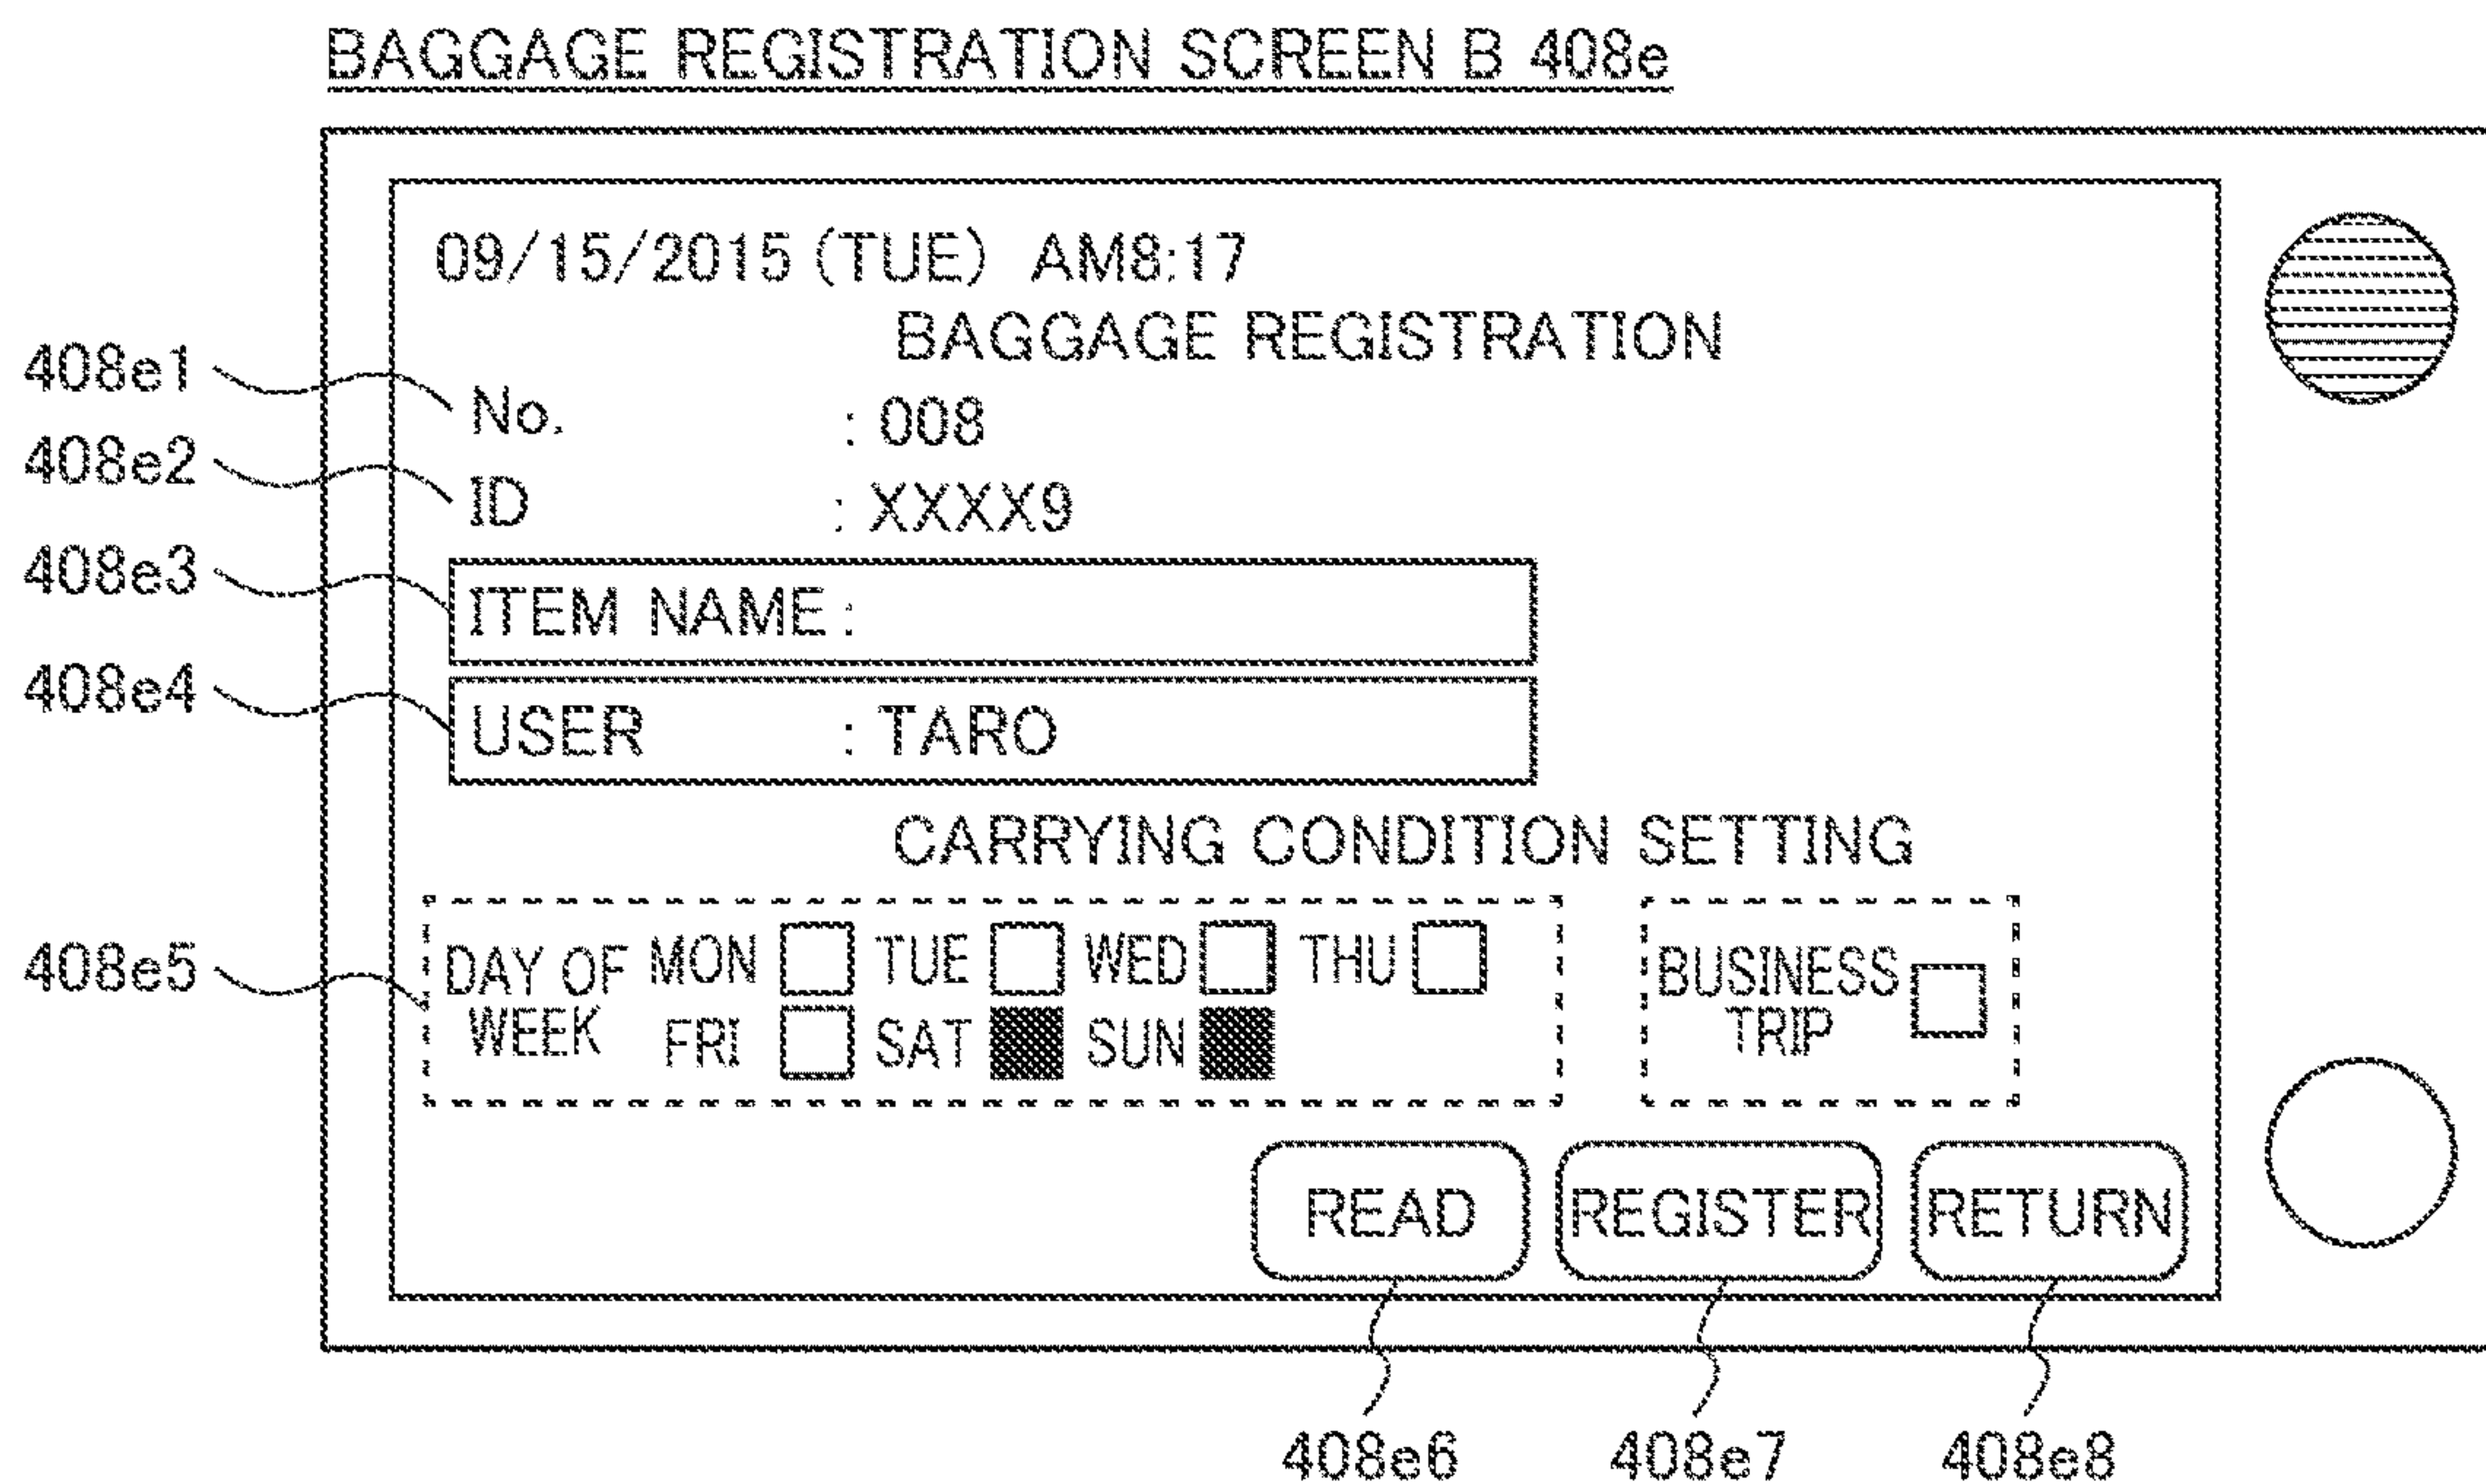 BAGGAGE REGISTRATION SCREEN B 408e
09/15/2015 (TUE) AM8:17
BAGGAGE REGISTRATION
408e1
No. : 008
408e2
ID : XXXX9
408e3
ITEM NAME :
408e4
USER : TARO
CARRYING CONDITION SETTING
408e5
DAY OF WEEK
MON TUE WED THU
FRI SAT SUN
BUSINESS
TRIP
READ REGISTER RETURN
408e6 408e7 408e8